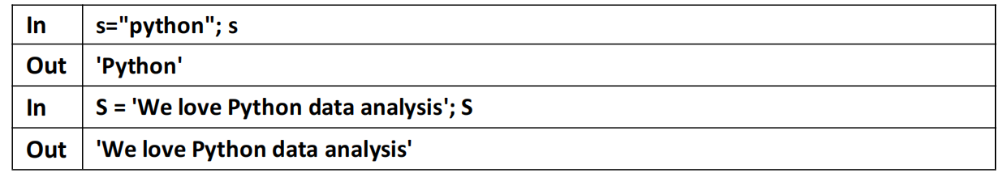 In s="python"; s
Out 'Python'
In S = 'We love Python data analysis'; S
Out 'We love Python data analysis'